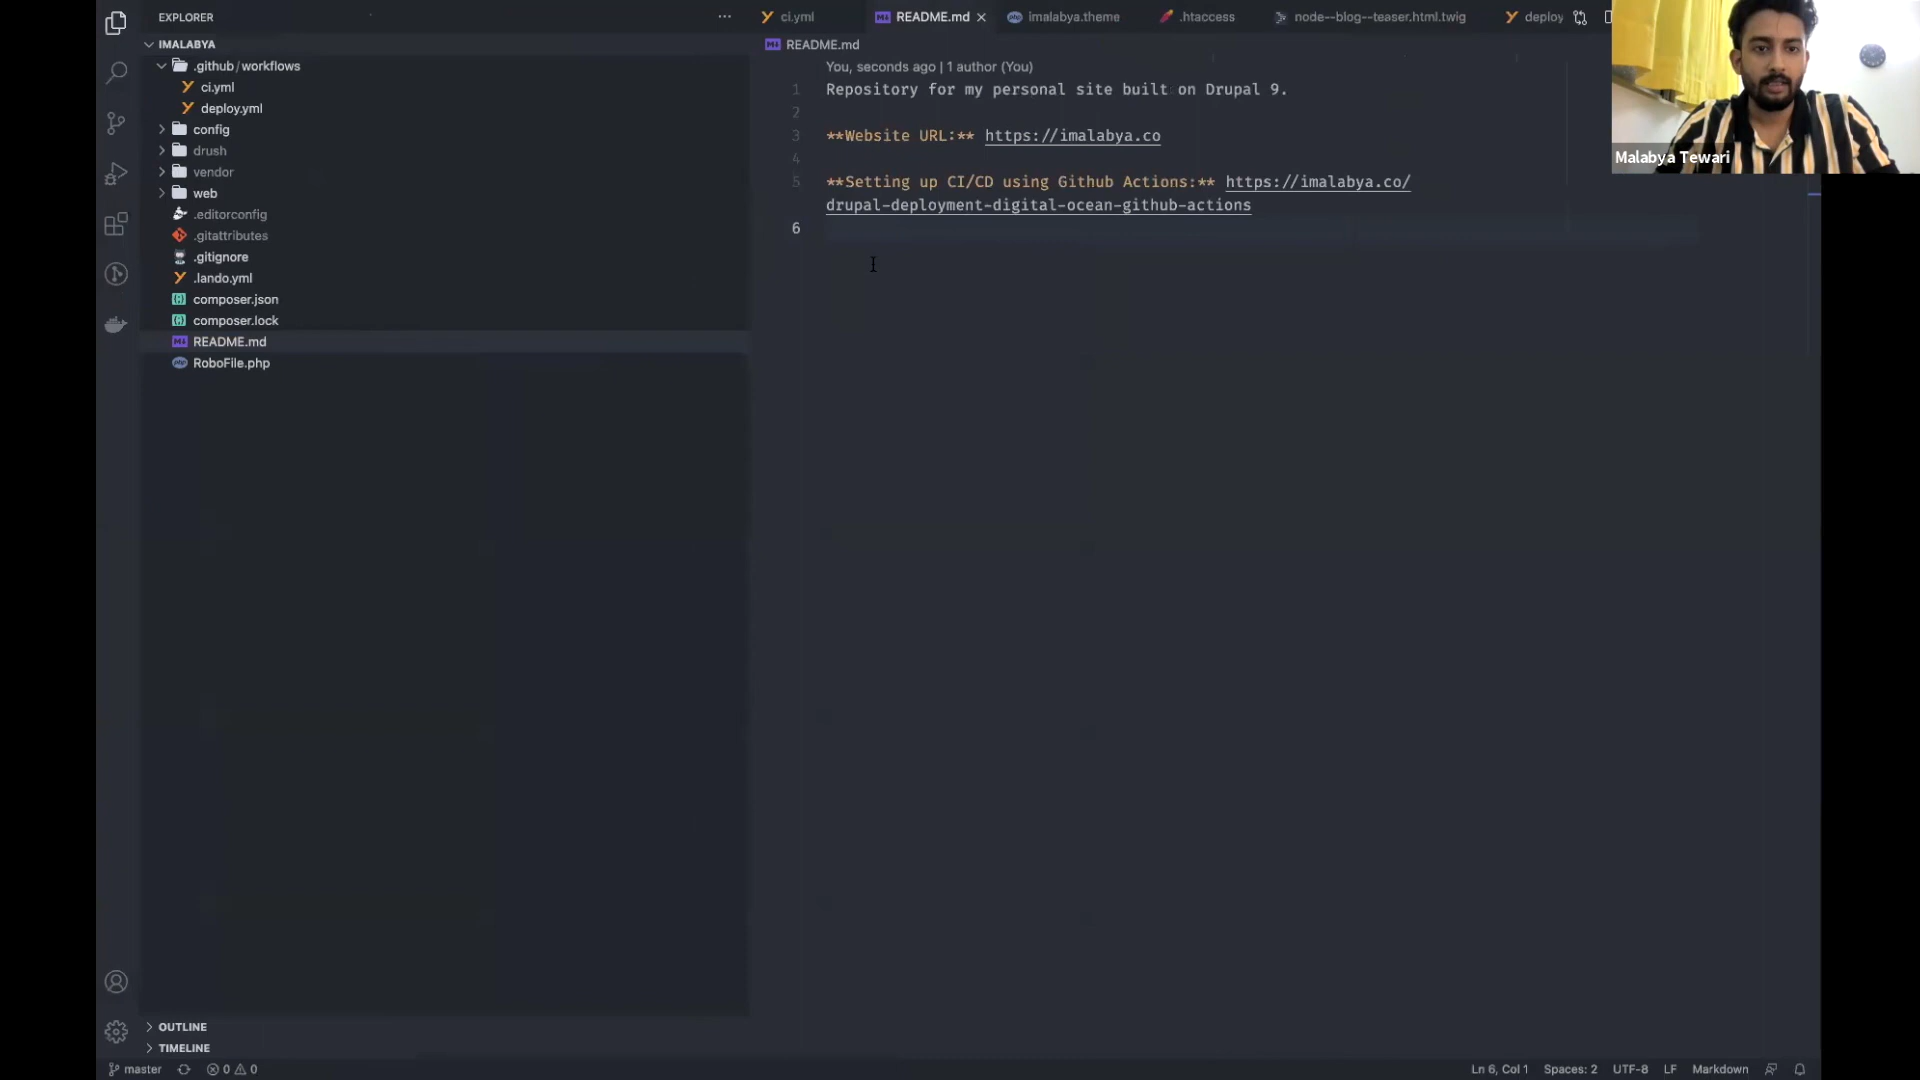 EXPLORER
···
ci.yml
README.md
imalabya.theme
.htaccess
node--blog--teaser.html.twig
deploy
IMALABYA
README.md
.github/workflows
You, seconds ago | 1 author (You)
ci.yml
1 Repository for my personal site built on Drupal 9.
deploy.yml
2
config
3 **Website URL:** https://imalabya.co
drush
4
Malabya Tewari
vendor
5 **Setting up CI/CD using Github Actions:** https://imalabya.co/
web
drupal-deployment-digital-ocean-github-actions
.editorconfig
6
.gitattributes
.gitignore
.lando.yml
composer.json
composer.lock
README.md
RoboFile.php
OUTLINE
TIMELINE
master
0
0
Ln 6, Col 1
Spaces: 2
UTF-8
LF
Markdown